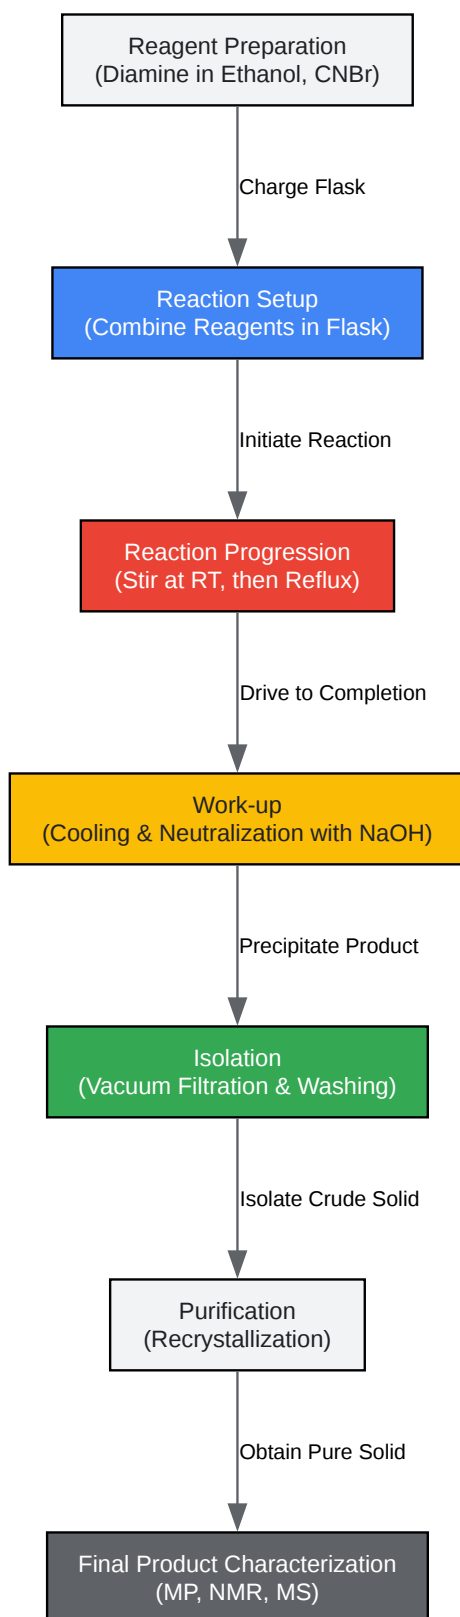 Reagent Preparation
(Diamine in Ethanol, CNBr)
Charge Flask
Reaction Setup
(Combine Reagents in Flask)
Initiate Reaction
Reaction Progression
(Stir at RT, then Reflux)
Drive to Completion
Work-up
(Cooling & Neutralization with NaOH)
Precipitate Product
Isolation
(Vacuum Filtration & Washing)
Isolate Crude Solid
Purification
(Recrystallization)
Obtain Pure Solid
Final Product Characterization
(MP, NMR, MS)